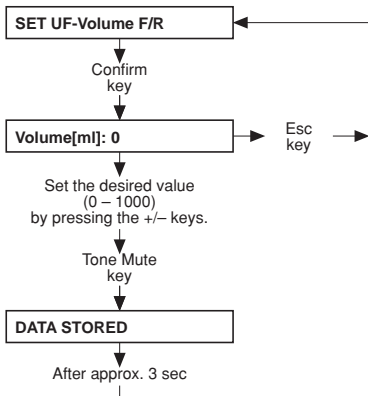 SET UF-Volume F/R
Confirm
key
Volume[ml]: 0
Esc
key
Set the desired value
(0 – 1000)
by pressing the +/– keys.
Tone Mute
key
DATA STORED
After approx. 3 sec